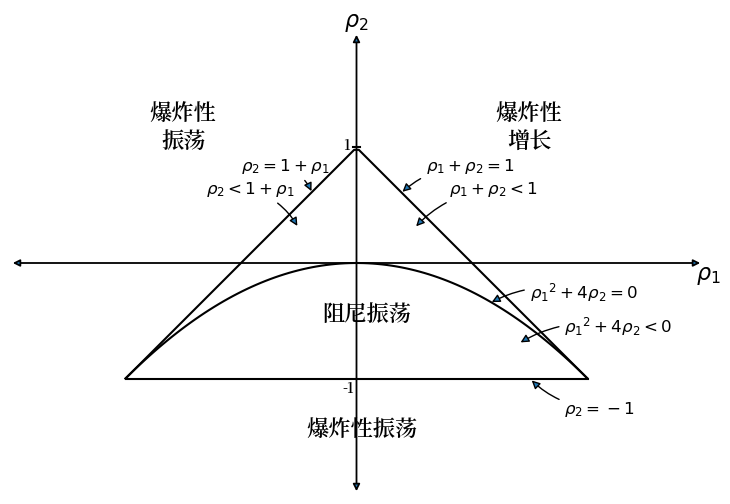 ρ₂
爆炸性
振荡
爆炸性
增长
1
ρ₂ = 1 + ρ₁
ρ₁ + ρ₂ = 1
ρ₂ < 1 + ρ₁
ρ₁ + ρ₂ < 1
ρ₁
ρ₁² + 4ρ₂ = 0
阻尼振荡
ρ₁² + 4ρ₂ < 0
-1
ρ₂ = − 1
爆炸性振荡